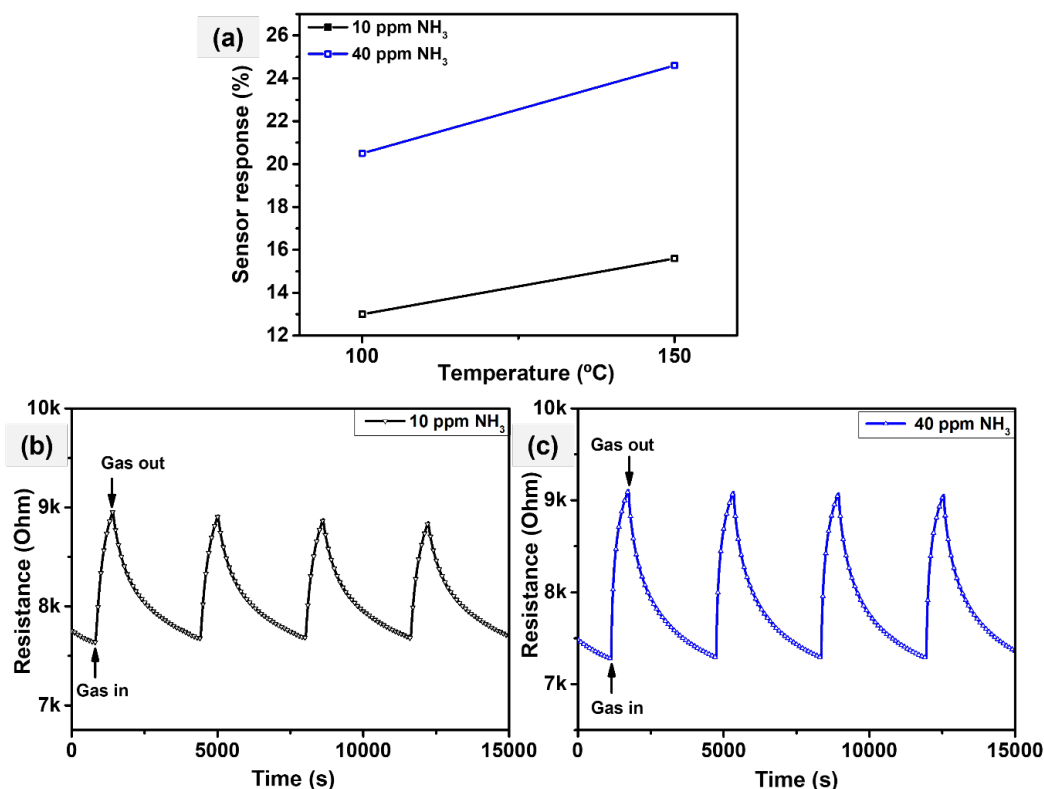 (a)
10 ppm NH₃
40 ppm NH₃
Sensor response (%)
26
24
22
20
18
16
14
13
12
100
150
Temperature (ºC)
(b)
10 ppm NH₃
Gas out
Gas in
Resistance (Ohm)
10k
9k
8k
7k
0
5000
10000
15000
Time (s)
(c)
40 ppm NH₃
Gas out
Gas in
Resistance (Ohm)
10k
9k
8k
7k
0
5000
10000
15000
Time (s)